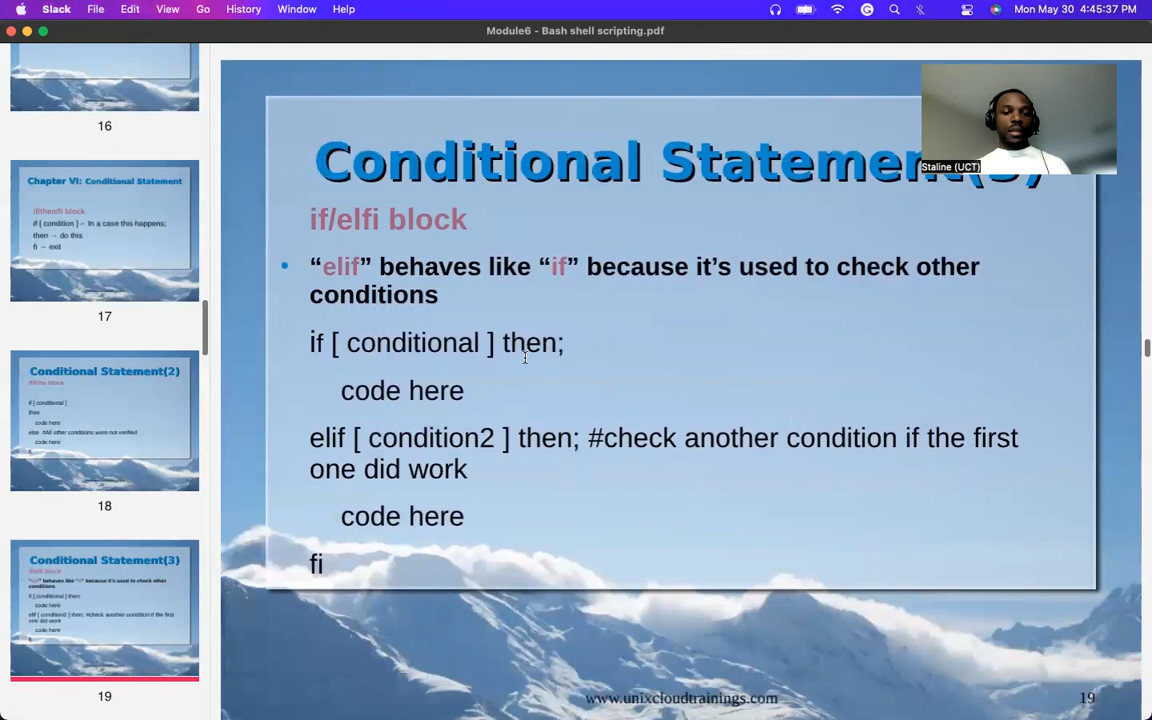 Slack File Edit View Go History Window Help Mon May 30 4:45:37 PM
Module6 - Bash shell scripting.pdf
16
Chapter VI: Conditional Statement
if/then/fi block
if [ condition ] – In a case this happens;
then → do this
fi → exit
17
Conditional Statement(2)
if [ conditional ]
then
code here
else #All other conditions were not verified
code here
18
Conditional Statement(3)
if/elfi block
"elif" behaves like "if" because it's used to check other
conditions
if [ conditional ] then;
code here
elif [ condition2 ] then; #check another condition if the first
one did work
code here
fi
19
Staline (UCT)
Conditional Statement(3)
if/elfi block
• “elif” behaves like “if” because it’s used to check other
conditions
if [ conditional ] then;
code here
elif [ condition2 ] then; #check another condition if the first
one did work
code here
fi
www.unixcloudtrainings.com 19